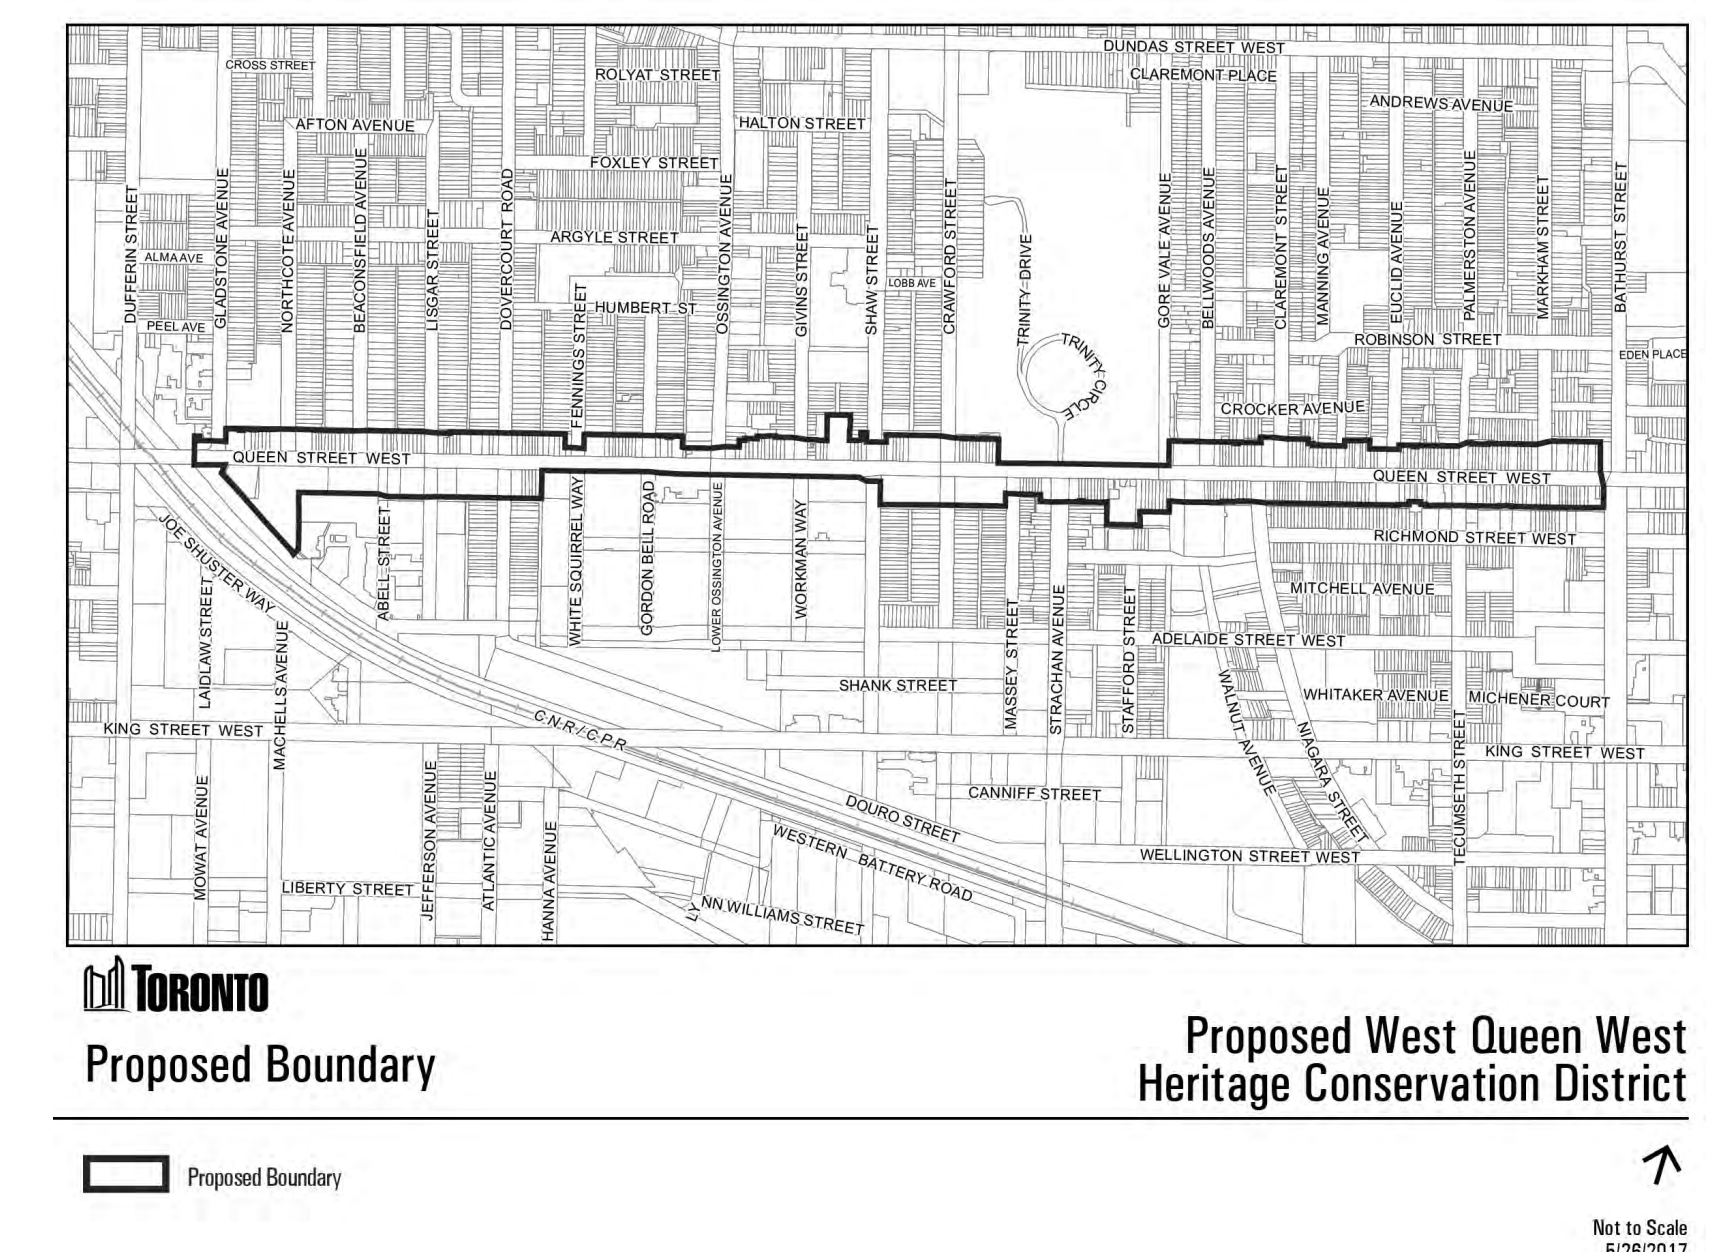 DUNDAS STREET WEST
CROSS STREET
ROLYAT STREET
CLAREMONT PLACE
ANDREWS AVENUE
AFTON AVENUE
HALTON STREET
FOXLEY STREET
DUFFERIN STREET
GLADSTONE AVENUE
NORTHCOTE AVENUE
BEACONSFIELD AVENUE
LISGAR STREET
DOVERCOURT ROAD
ARGYLE STREET
OSSINGTON AVENUE
GIVINS STREET
SHAW STREET
CRAWFORD STREET
TRINITY DRIVE
GORE VALE AVENUE
BELLWOODS AVENUE
CLAREMONT STREET
MANNING AVENUE
EUCLID AVENUE
PALMERSTON AVENUE
MARKHAM STREET
BATHURST STREET
ALMA AVE
LOBB AVE
FENNINGS STREET
HUMBERT ST
PEEL AVE
TRINITY CIRCLE
ROBINSON STREET
EDEN PLACE
CROCKER AVENUE
QUEEN STREET WEST
QUEEN STREET WEST
JOE SHUSTER WAY
ABELL STREET
WHITE SQUIRREL WAY
GORDON BELL ROAD
LOWER OSSINGTON AVENUE
WORKMAN WAY
RICHMOND STREET WEST
MITCHELL AVENUE
LAIDLAW STREET
MACHELLS AVENUE
MASSEY STREET
STRACHAN AVENUE
STAFFORD STREET
ADELAIDE STREET WEST
SHANK STREET
WALNUT AVENUE
WHITAKER AVENUE
MICHENER COURT
NIAGARA STREET
TECUMSETH STREET
KING STREET WEST
C.N.R./C.P.R
KING STREET WEST
MOWAT AVENUE
JEFFERSON AVENUE
ATLANTIC AVENUE
HANNA AVENUE
CANNIFF STREET
DOURO STREET
WESTERN BATTERY ROAD
WELLINGTON STREET WEST
LIBERTY STREET
LYNN WILLIAMS STREET
TORONTO
Proposed Boundary
Proposed West Queen West
Heritage Conservation District
Proposed Boundary
Not to Scale
5/26/2017